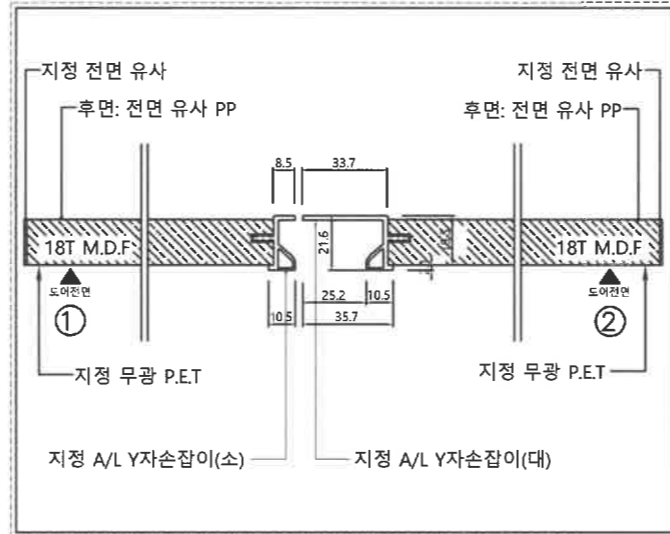 지정 전면 유사
지정 전면 유사
후면: 전면 유사 PP
후면: 전면 유사 PP
8.5
33.7
18T M.D.F
21.6
18T M.D.F
도어전면
도어전면
25.2
10.5
①
②
10.5
35.7
지정 무광 P.E.T
지정 무광 P.E.T
지정 A/L Y자손잡이(소)
지정 A/L Y자손잡이(대)